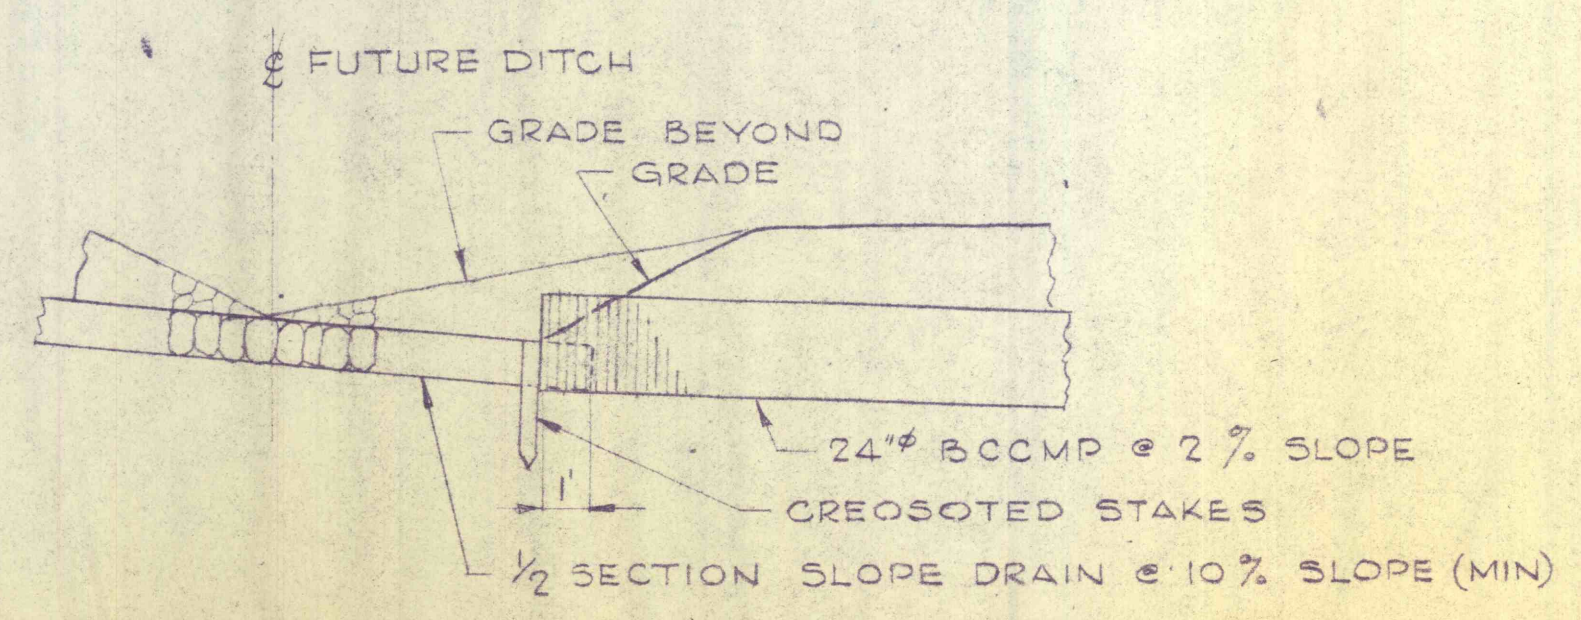 ℄ FUTURE DITCH
GRADE BEYOND
GRADE
24"ø BCCMP @ 2 % SLOPE
1'
CREOSOTED STAKES
1/2 SECTION SLOPE DRAIN @ 10 % SLOPE (MIN)